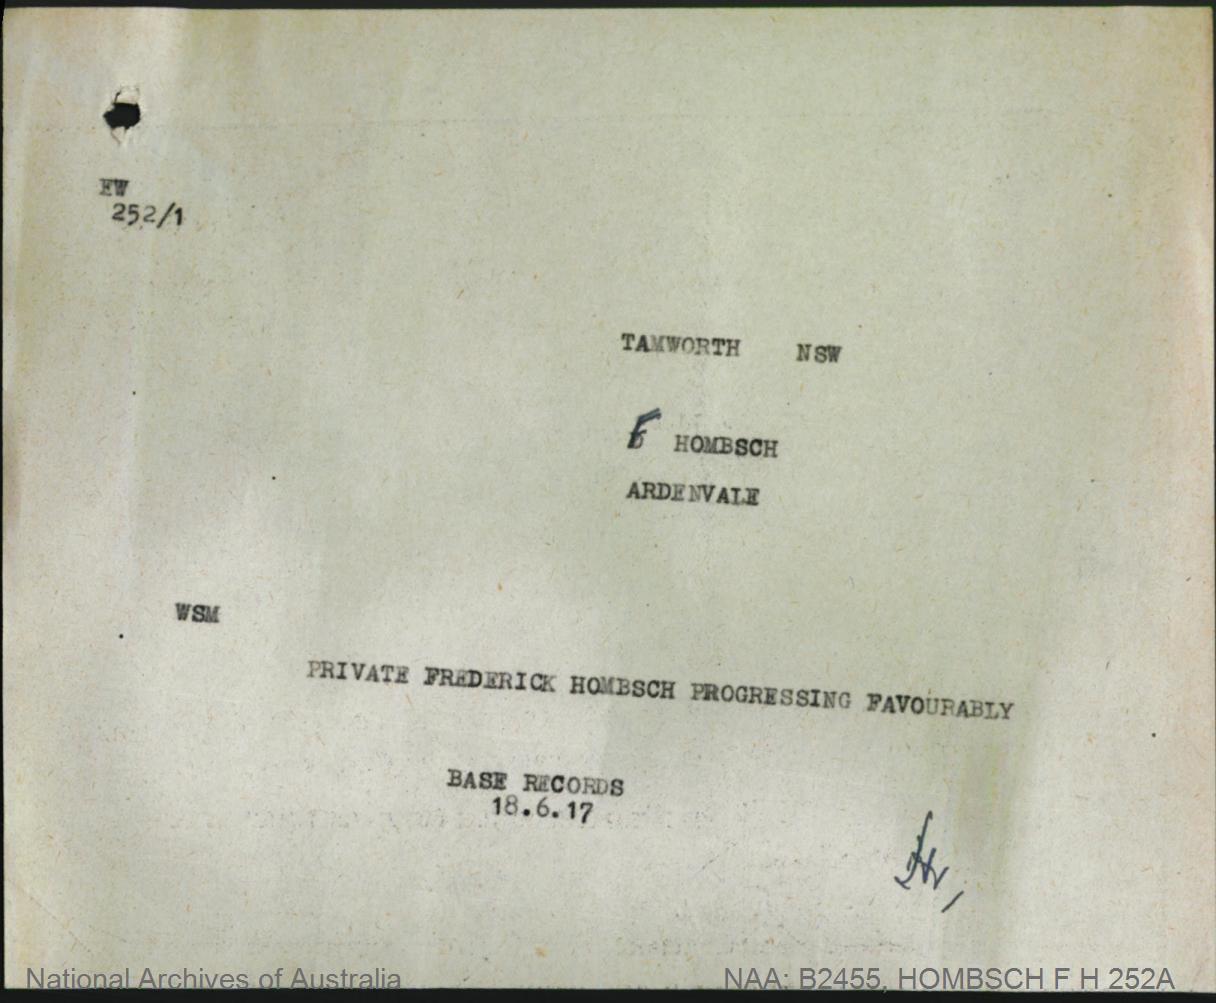 EW
252/1
TAMWORTH NSW
F HOMBSCH
ARDENVALE
WSM
PRIVATE FREDERICK HOMBSCH PROGRESSING FAVOURABLY
BASE RECORDS
18.6.17
National Archives of Australia
NAA: B2455, HOMBSCH F H 252A